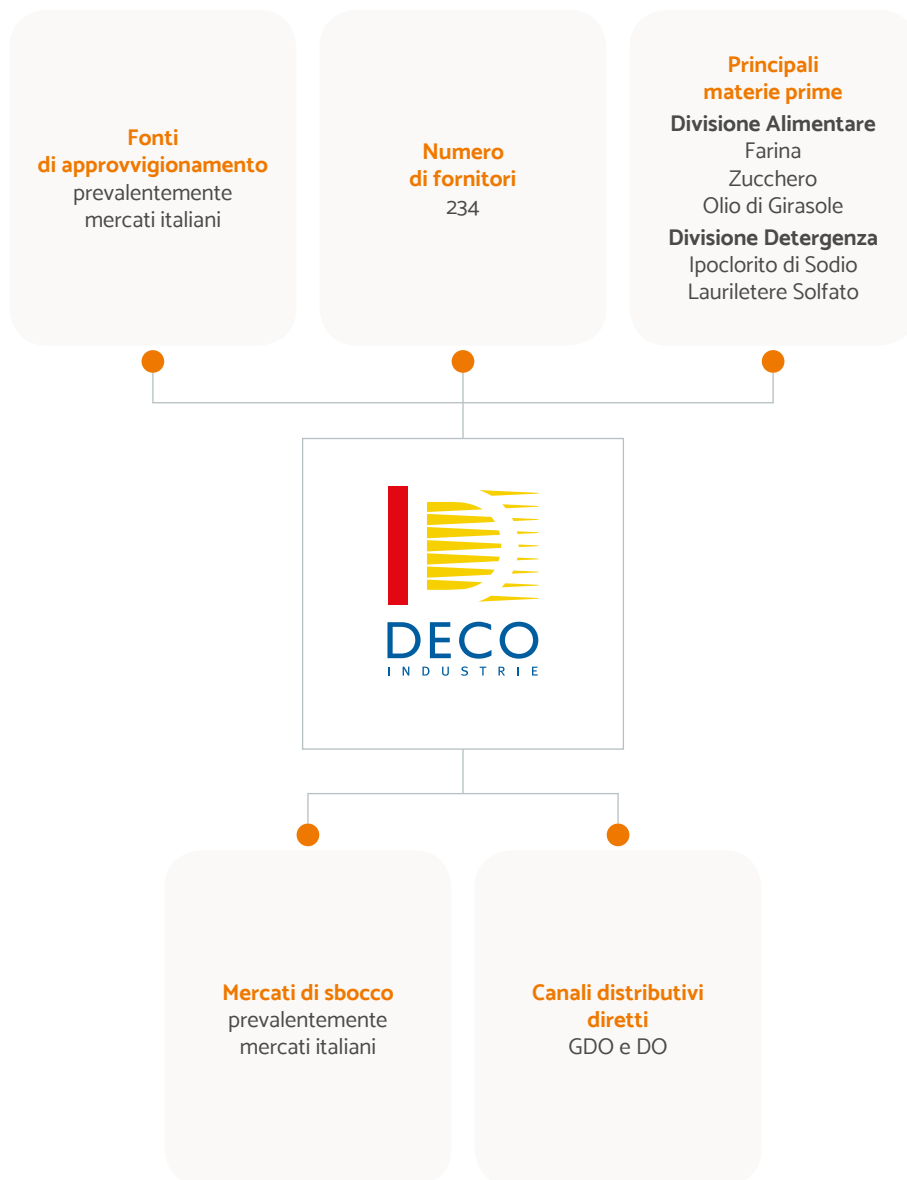 Fonti
di approvvigionamento
prevalentemente
mercati italiani
Numero
di fornitori
234
Principali
materie prime
Divisione Alimentare
Farina
Zucchero
Olio di Girasole
Divisione Detergenza
Ipoclorito di Sodio
Lauriletere Solfato
DECO
INDUSTRIE
Mercati di sbocco
prevalentemente
mercati italiani
Canali distributivi
diretti
GDO e DO